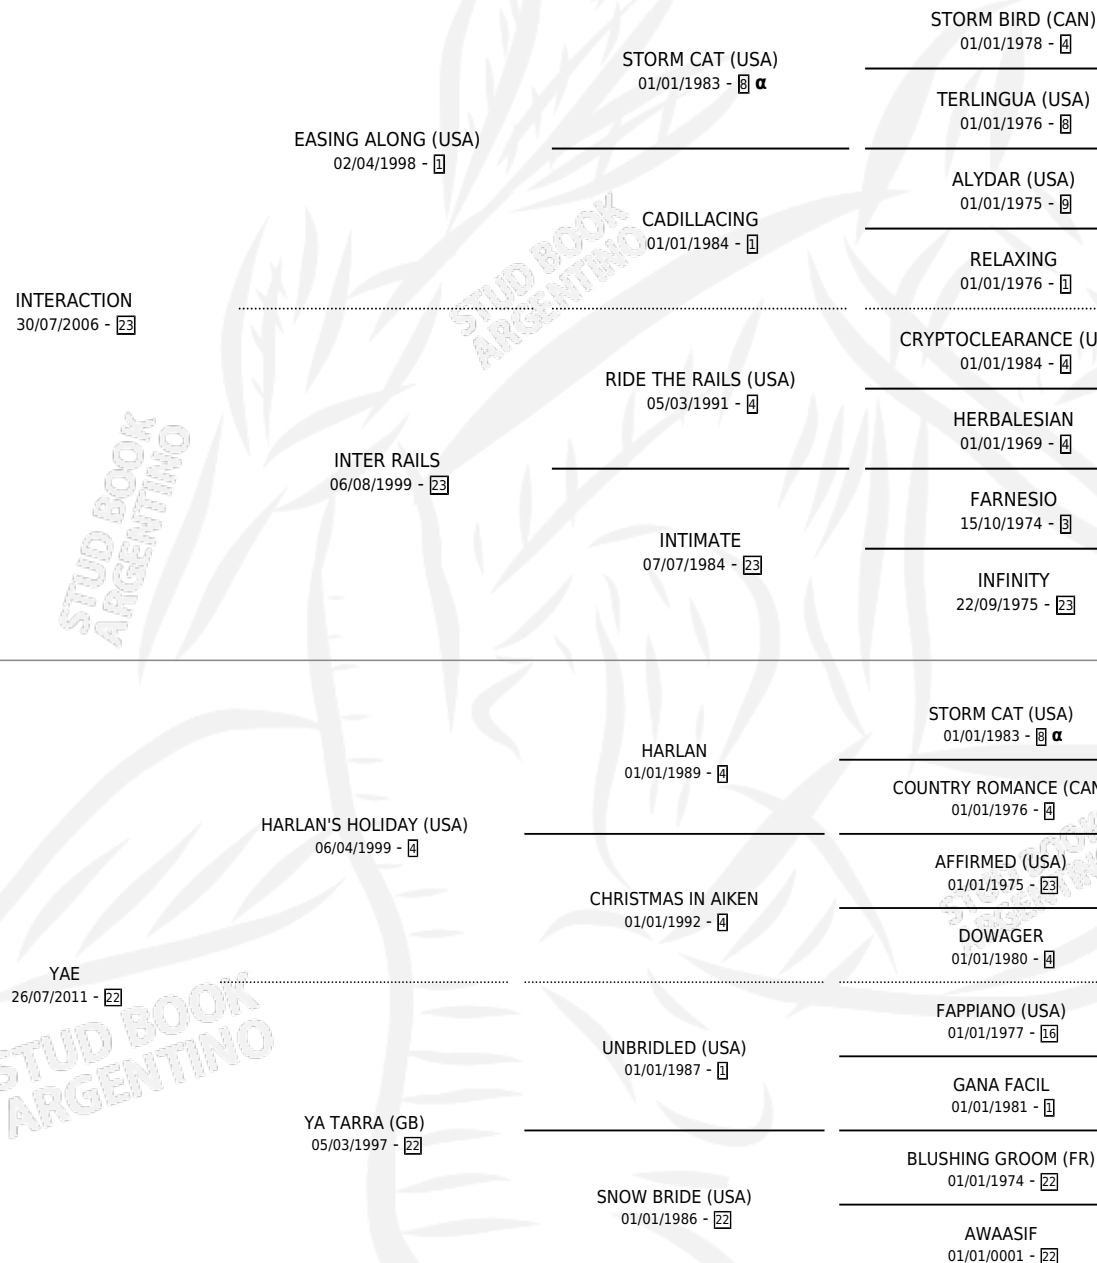 STORM BIRD (CAN)
01/01/1978 - 4
STORM CAT (USA)
01/01/1983 - 8 α
TERLINGUA (USA)
01/01/1976 - 8
EASING ALONG (USA)
02/04/1998 - 1
ALYDAR (USA)
01/01/1975 - 9
CADILLACING
01/01/1984 - 1
RELAXING
01/01/1976 - 1
INTERACTION
30/07/2006 - 23
CRYPTOCLEARANCE (U
01/01/1984 - 4
RIDE THE RAILS (USA)
05/03/1991 - 4
HERBALESIAN
01/01/1969 - 4
INTER RAILS
06/08/1999 - 23
FARNESIO
15/10/1974 - 3
INTIMATE
07/07/1984 - 23
INFINITY
22/09/1975 - 23
STORM CAT (USA)
01/01/1983 - 8 α
HARLAN
01/01/1989 - 4
COUNTRY ROMANCE (CAN
01/01/1976 - 4
HARLAN'S HOLIDAY (USA)
06/04/1999 - 4
AFFIRMED (USA)
01/01/1975 - 23
CHRISTMAS IN AIKEN
01/01/1992 - 4
DOWAGER
01/01/1980 - 4
YAE
26/07/2011 - 22
FAPPIANO (USA)
01/01/1977 - 16
UNBRIDLED (USA)
01/01/1987 - 1
GANA FACIL
01/01/1981 - 1
YA TARRA (GB)
05/03/1997 - 22
BLUSHING GROOM (FR)
01/01/1974 - 22
SNOW BRIDE (USA)
01/01/1986 - 22
AWAASIF
01/01/0001 - 22
STUD BOOK
ARGENTINO
STUD BOOK
ARGENTINO
STUD BOOK
ARGENTINO
STUD BOOK
ARGENTINO